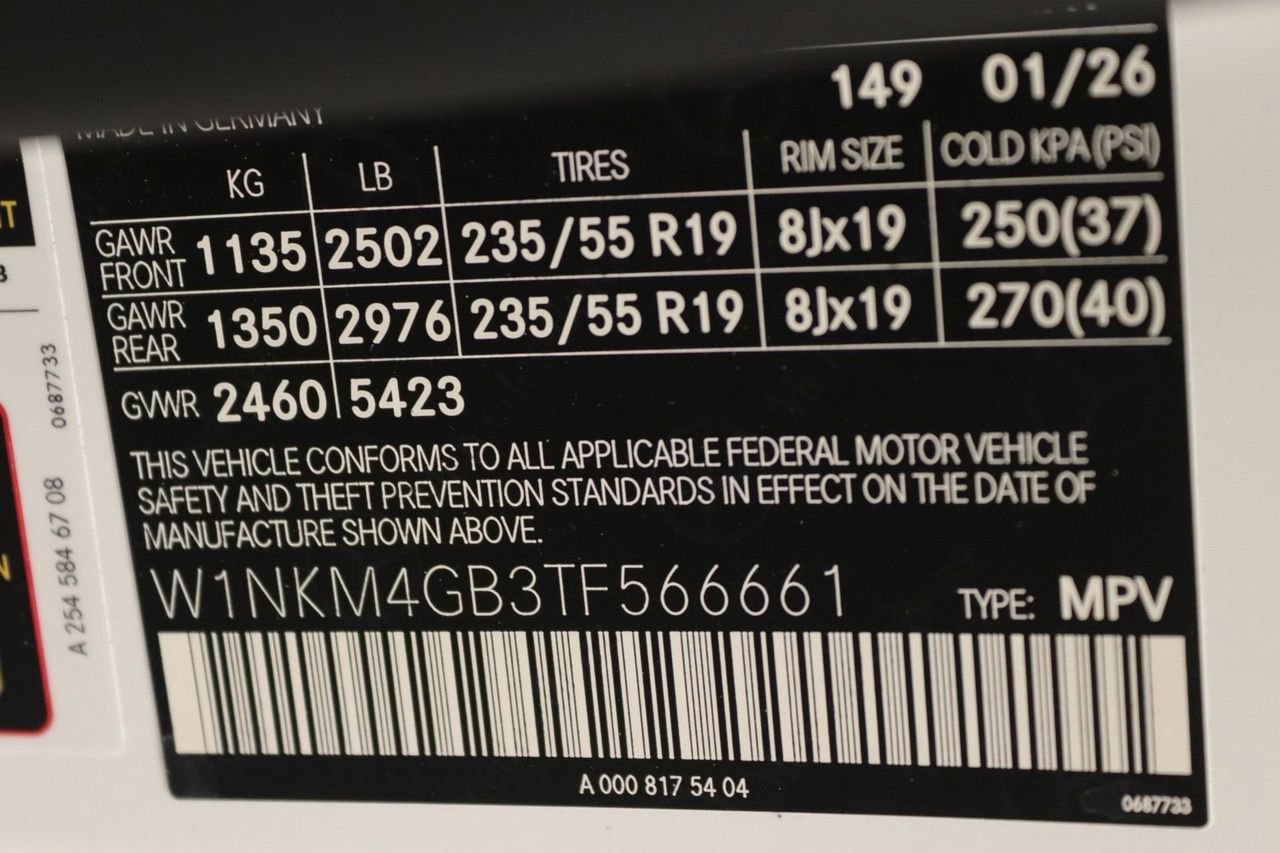 149 01/26
MADE IN GERMANY
KG LB TIRES RIM SIZE COLD KPA(PSI)
GAWR FRONT 1135 2502 235/55 R19 8Jx19 250(37)
GAWR REAR 1350 2976 235/55 R19 8Jx19 270(40)
GVWR 2460 5423
THIS VEHICLE CONFORMS TO ALL APPLICABLE FEDERAL MOTOR VEHICLE
SAFETY AND THEFT PREVENTION STANDARDS IN EFFECT ON THE DATE OF
MANUFACTURE SHOWN ABOVE.
W1NKM4GB3TF566661 TYPE: MPV
A 000 817 54 04
0687733
A 254 584 67 08 0687733